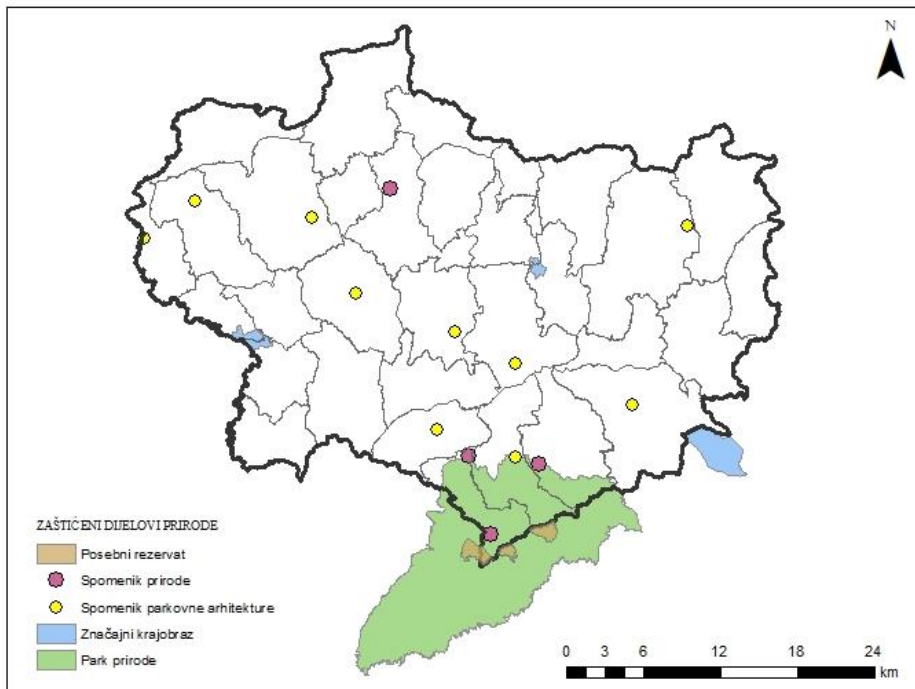 N
ZAŠTIĆENI DIJELOVI PRIRODE
Posebni rezervat
Spomenik prirode
Spomenik parkovne arhitekture
Značajni krajobraz
Park prirode
0 3 6 12 18 24
km